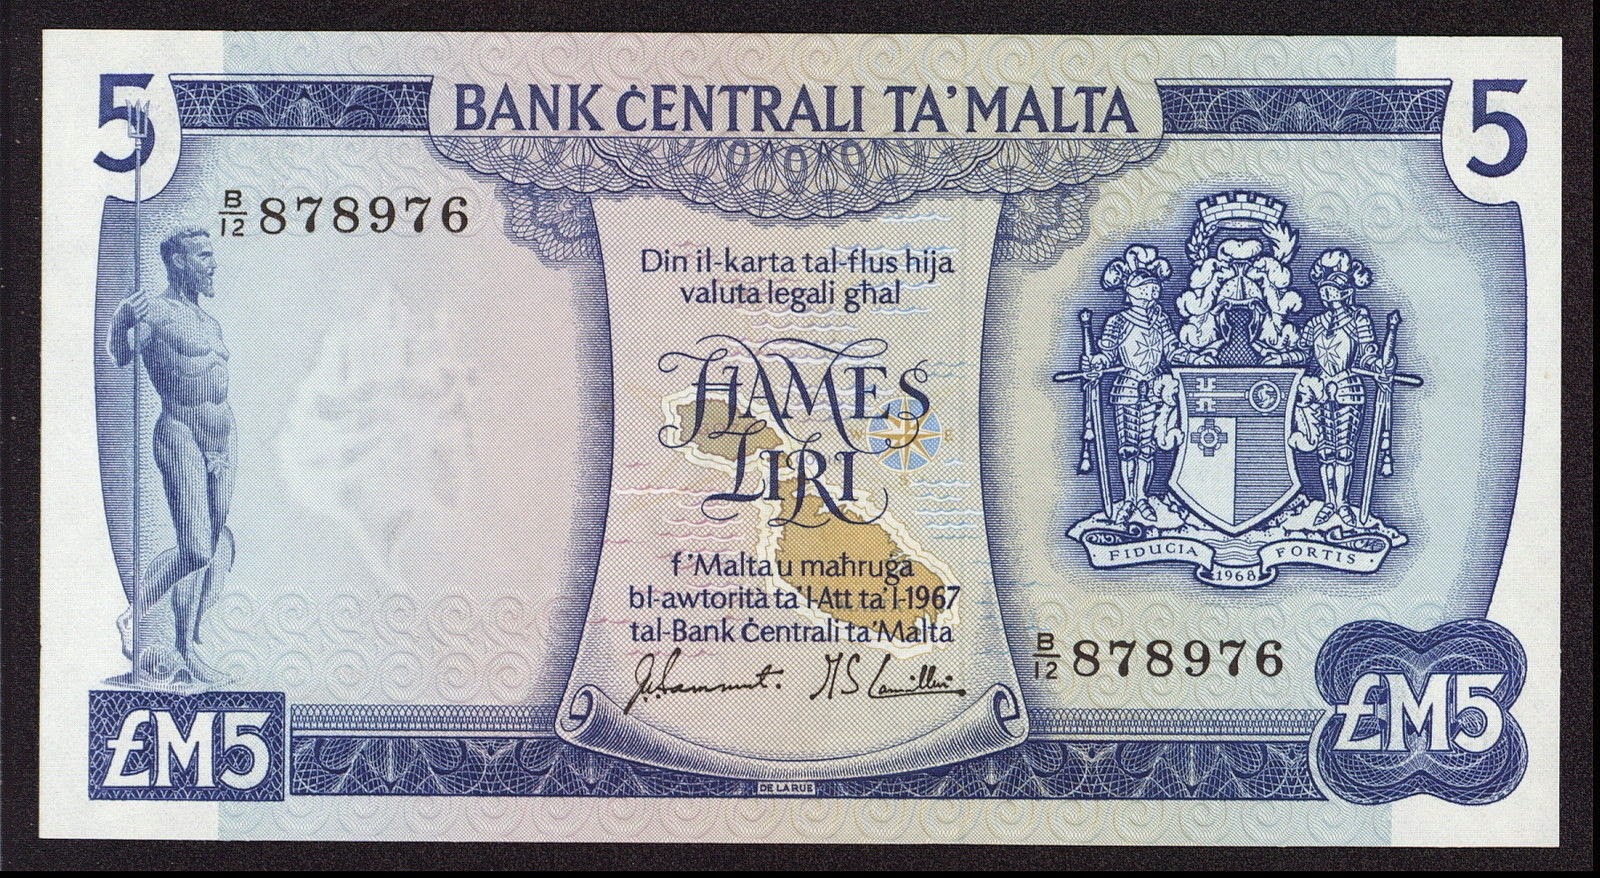 5
BANK ĊENTRALI TA' MALTA
5
B/12 878976
Din il-karta tal-flus hija
valuta legali għal
ĦAMES
LIRI
f'Malta u maħruġa
bl-awtorità ta' l-Att ta' l-1967
tal-Bank Ċentrali ta' Malta
FIDUCIA FORTIS
1968
B/12 878976
£M5
£M5
DE LA RUE
E
S